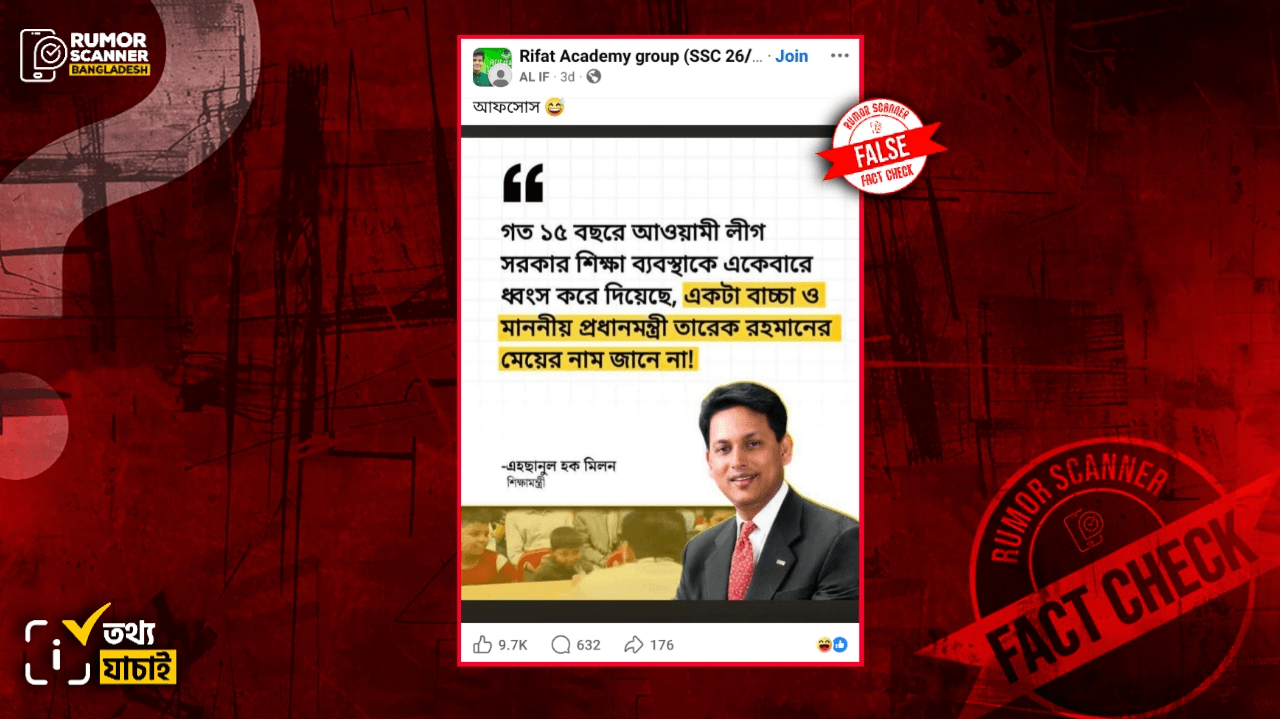 RUMOR
SCANNER
BANGLADESH
Rifat Academy group (SSC 26/... · Join
AL IF · 3d ·
আফসোস 😅
RUMOR SCANNER
FALSE
FACT CHECK
“
গত ১৫ বছরে আওয়ামী লীগ
সরকার শিক্ষা ব্যবস্থাকে একেবারে
ধ্বংস করে দিয়েছে, একটা বাচ্চা ও
মাননীয় প্রধানমন্ত্রী তারেক রহমানের
মেয়ের নাম জানে না!
-এহছানুল হক মিলন
শিক্ষামন্ত্রী
9.7K 632 176
RUMOR SCANNER
FACT CHECK
i
তথ্য
যাচাই